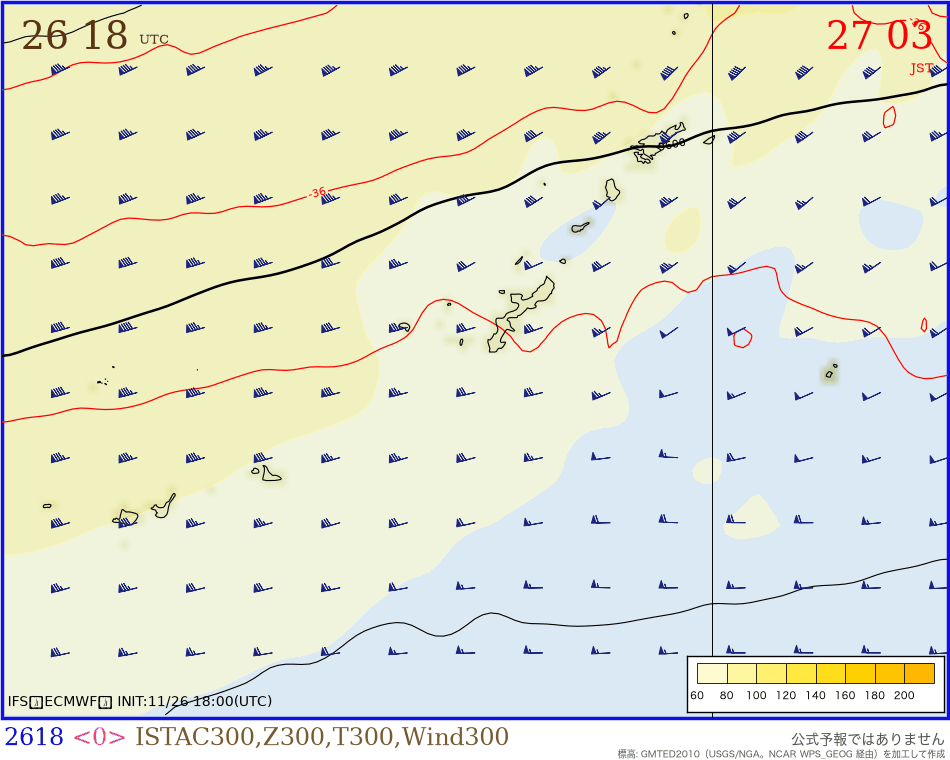 26 18 UTC
27 03
JST
-36
-36
9600
IFS ECMWF INIT:11/26 18:00(UTC)
60 80 100 120 140 160 180 200
2618 <0> ISTAC300,Z300,T300,Wind300
公式予報ではありません
標高: GMTED2010（USGS/NGA。NCAR WPS_GEOG 経由）を加工して作成